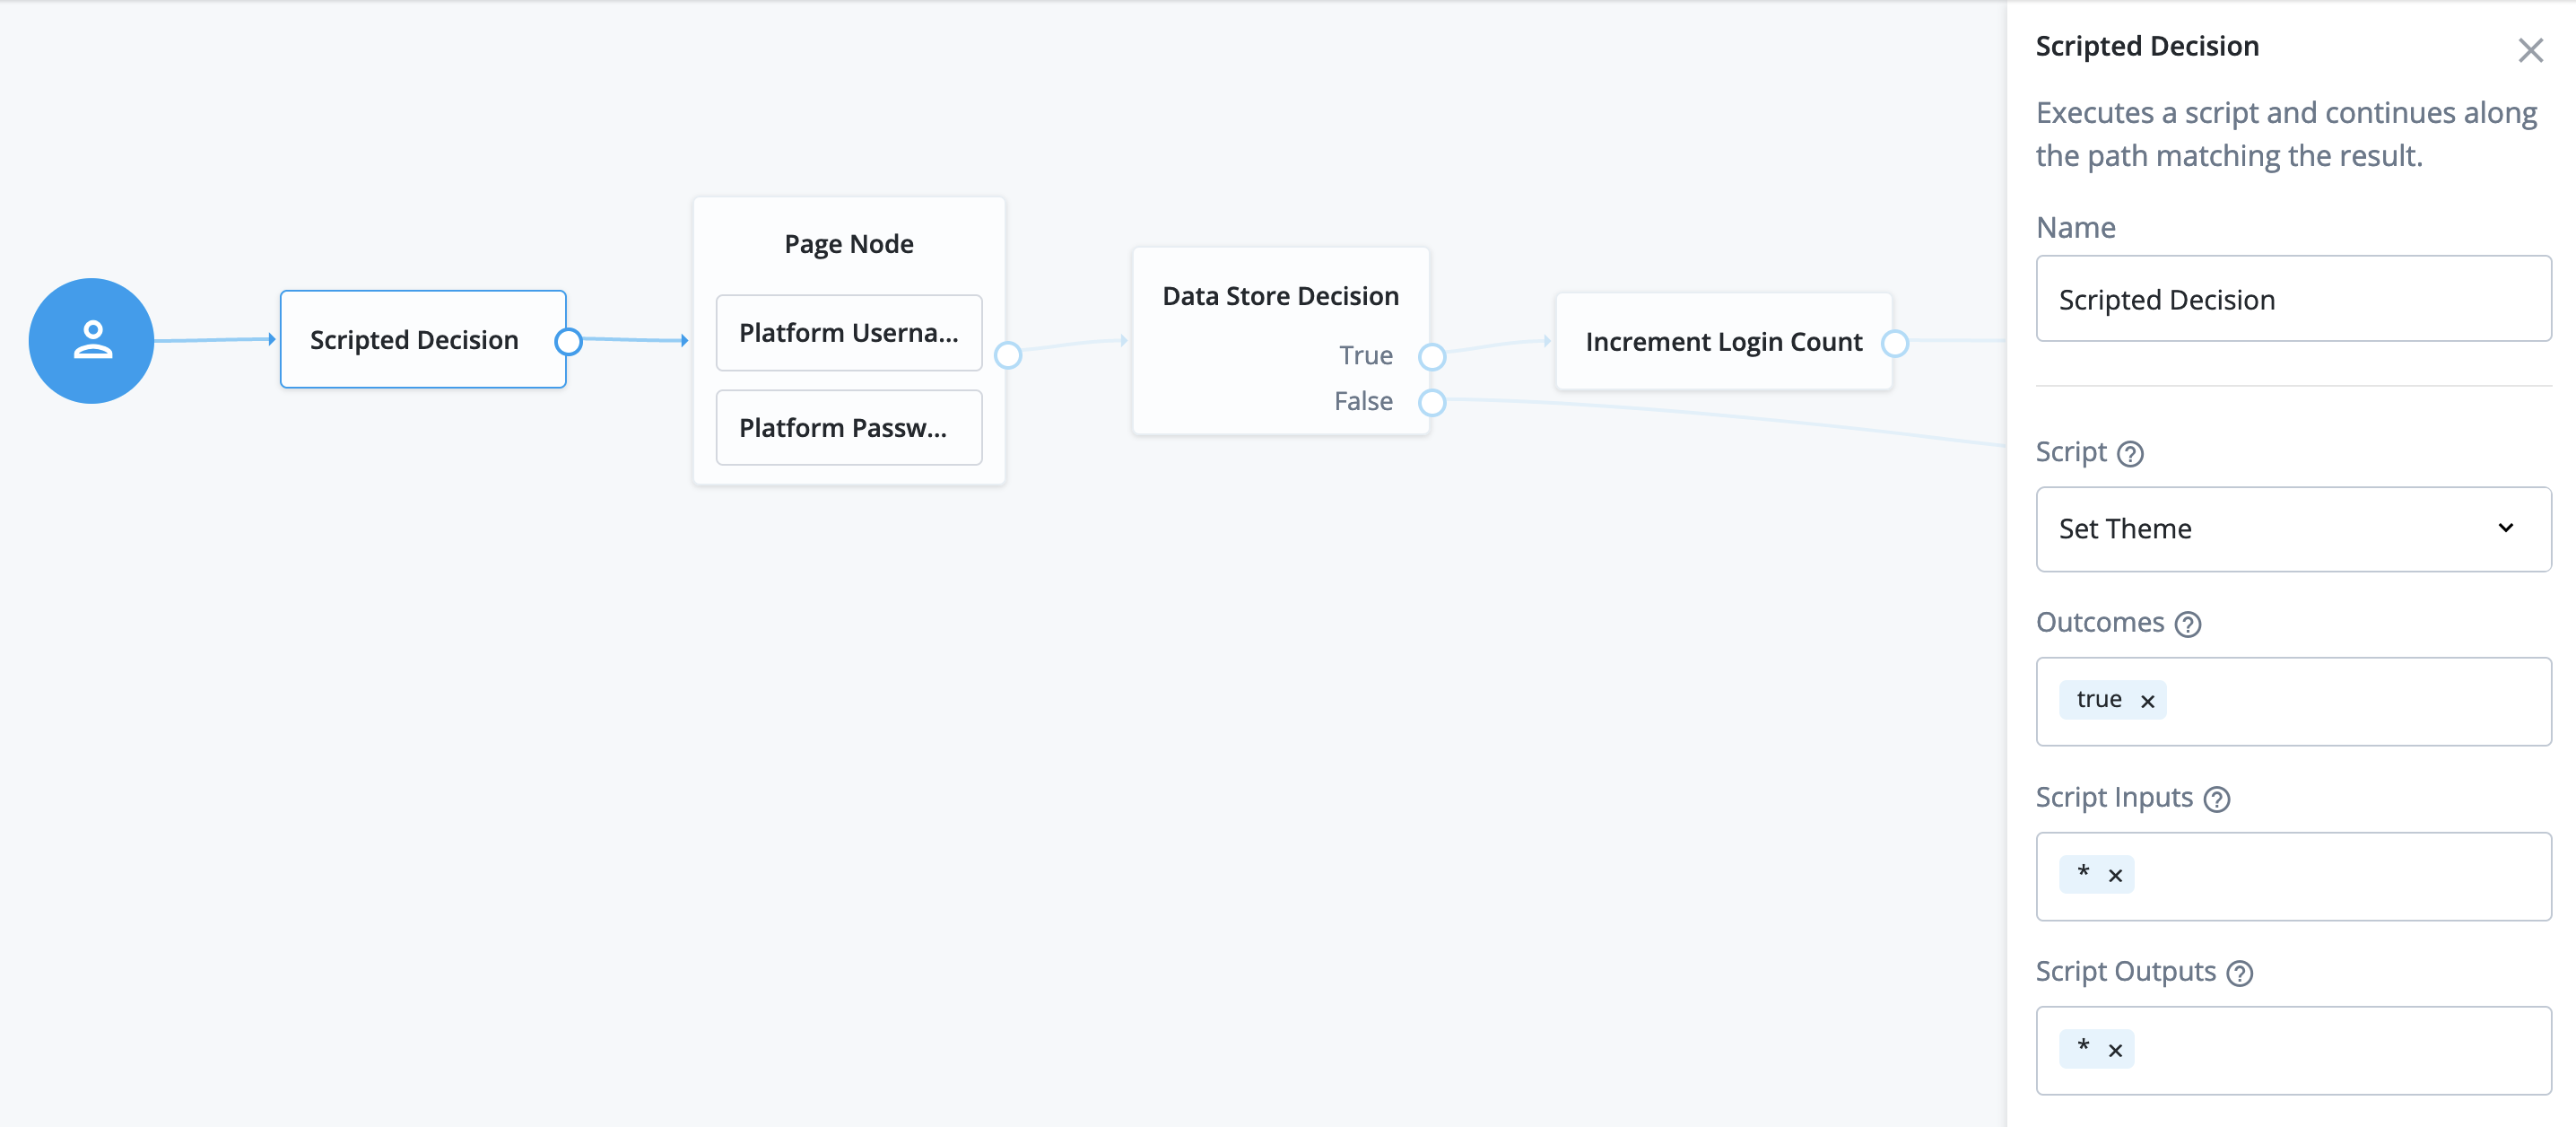 Scripted Decision
Page Node
Platform Userna...
Platform Passw...
Data Store Decision
True
False
Increment Login Count
Scripted Decision
Executes a script and continues along
the path matching the result.
Name
Scripted Decision
Script
Set Theme
Outcomes
true
Script Inputs
*
Script Outputs
*